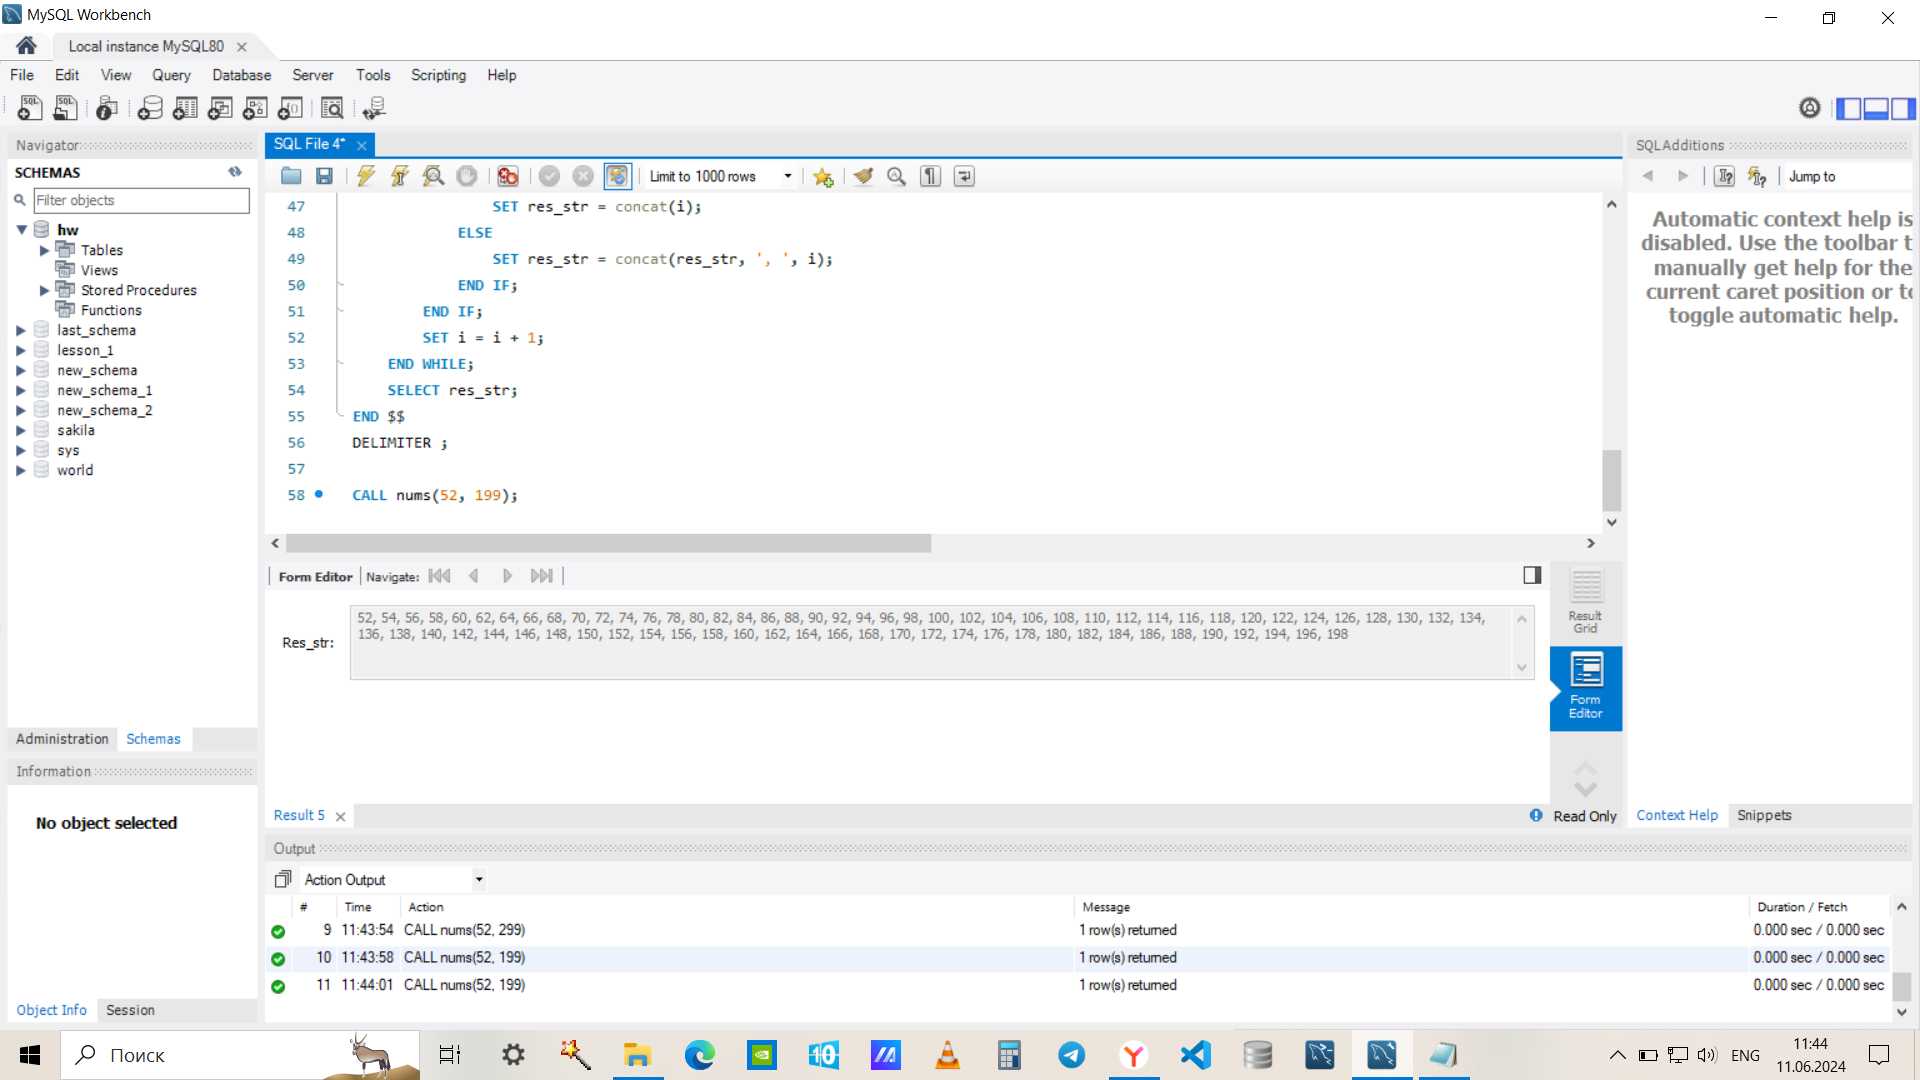 MySQL Workbench
Local instance MySQL80
File Edit View Query Database Server Tools Scripting Help
Navigator
SCHEMAS
Filter objects
hw
Tables
Views
Stored Procedures
Functions
last_schema
lesson_1
new_schema
new_schema_1
new_schema_2
sakila
sys
world
Administration Schemas
Information
No object selected
Object Info Session
SQL File 4*
Limit to 1000 rows
47 SET res_str = concat(i);
48 ELSE
49 SET res_str = concat(res_str, ', ', i);
50 END IF;
51 END IF;
52 SET i = i + 1;
53 END WHILE;
54 SELECT res_str;
55 END $$
56 DELIMITER ;
57
58 CALL nums(52, 199);
Form Editor Navigate:
Res_str:
52, 54, 56, 58, 60, 62, 64, 66, 68, 70, 72, 74, 76, 78, 80, 82, 84, 86, 88, 90, 92, 94, 96, 98, 100, 102, 104, 106, 108, 110, 112, 114, 116, 118, 120, 122, 124, 126, 128, 130, 132, 134,
136, 138, 140, 142, 144, 146, 148, 150, 152, 154, 156, 158, 160, 162, 164, 166, 168, 170, 172, 174, 176, 178, 180, 182, 184, 186, 188, 190, 192, 194, 196, 198
Result
Grid
Form
Editor
Result 5
Read Only
SQLAdditions
Jump to
Automatic context help is
disabled. Use the toolbar t
manually get help for the
current caret position or to
toggle automatic help.
Context Help Snippets
Output
Action Output
# Time Action Message Duration / Fetch
9 11:43:54 CALL nums(52, 299) 1 row(s) returned 0.000 sec / 0.000 sec
10 11:43:58 CALL nums(52, 199) 1 row(s) returned 0.000 sec / 0.000 sec
11 11:44:01 CALL nums(52, 199) 1 row(s) returned 0.000 sec / 0.000 sec
Поиск
ENG
11:44
11.06.2024